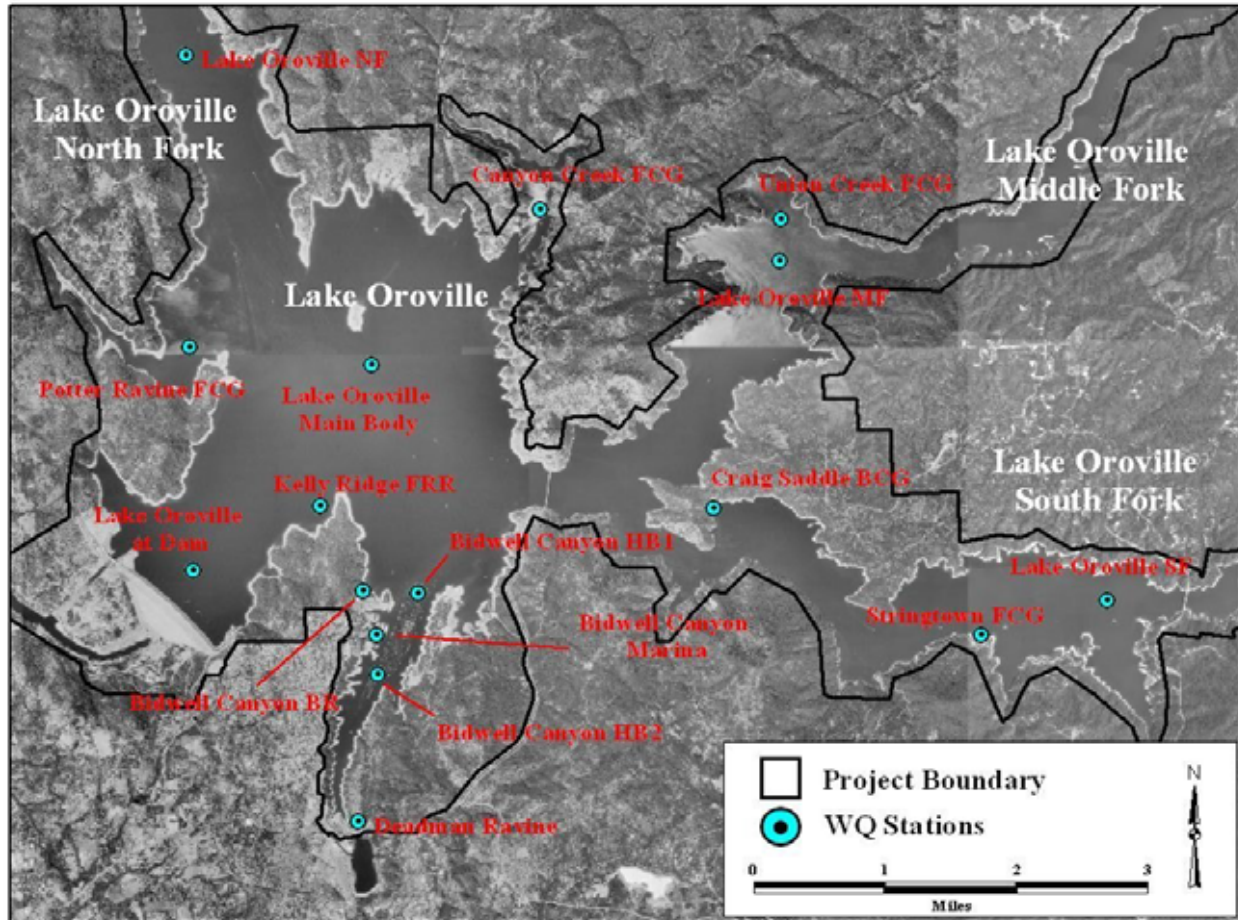 Lake Oroville NF
Lake Oroville
North Fork
Canyon Creek FCG
Union Creek FCG
Lake Oroville
Middle Fork
Lake Oroville
Lake Oroville MF
Potter Ravine FCG
Lake Oroville
Main Body
Kelly Ridge FRR
Craig Saddle BCG
Lake Oroville
South Fork
Lake Oroville
at Dam
Bidwell Canyon HB1
Lake Oroville SF
Stringtown FCG
Bidwell Canyon
Marina
Bidwell Canyon BR
Bidwell Canyon HB2
Deadman Ravine
Project Boundary
WQ Stations
N
0 1 2 3
Miles